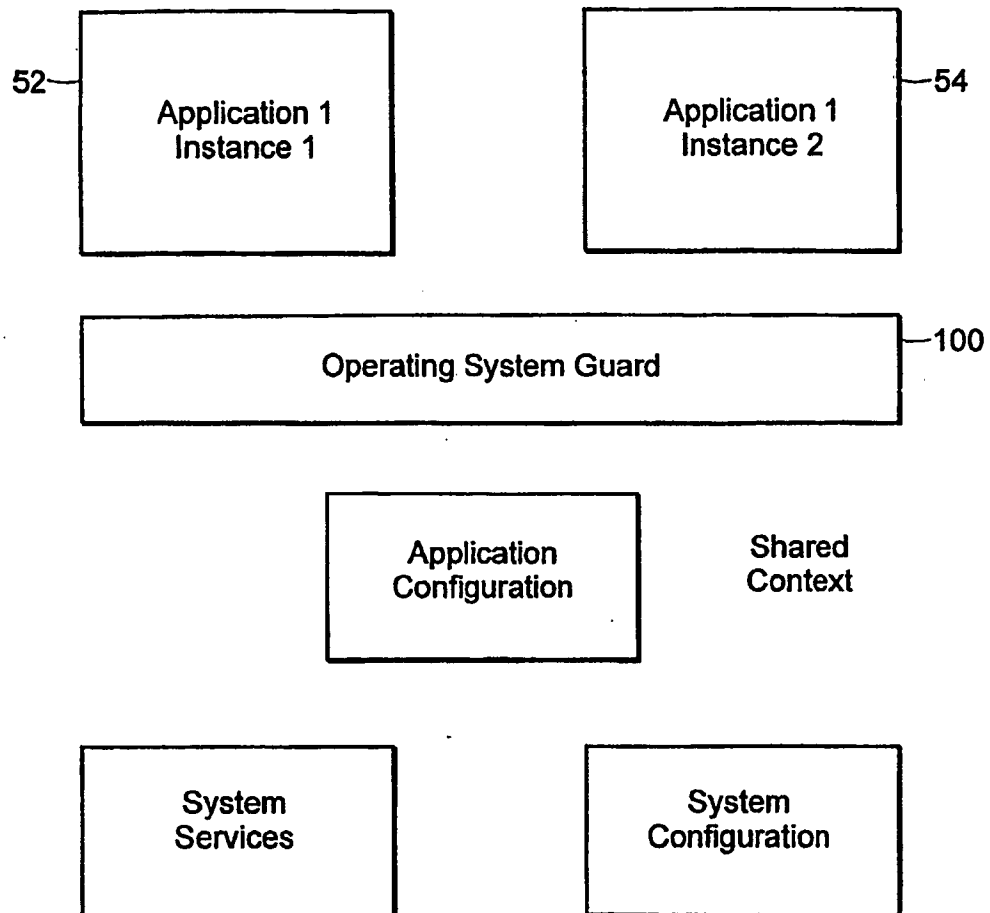 52
Application 1
Instance 1
Application 1
Instance 2
54
Operating System Guard
100
Application
Configuration
Shared
Context
System
Services
System
Configuration